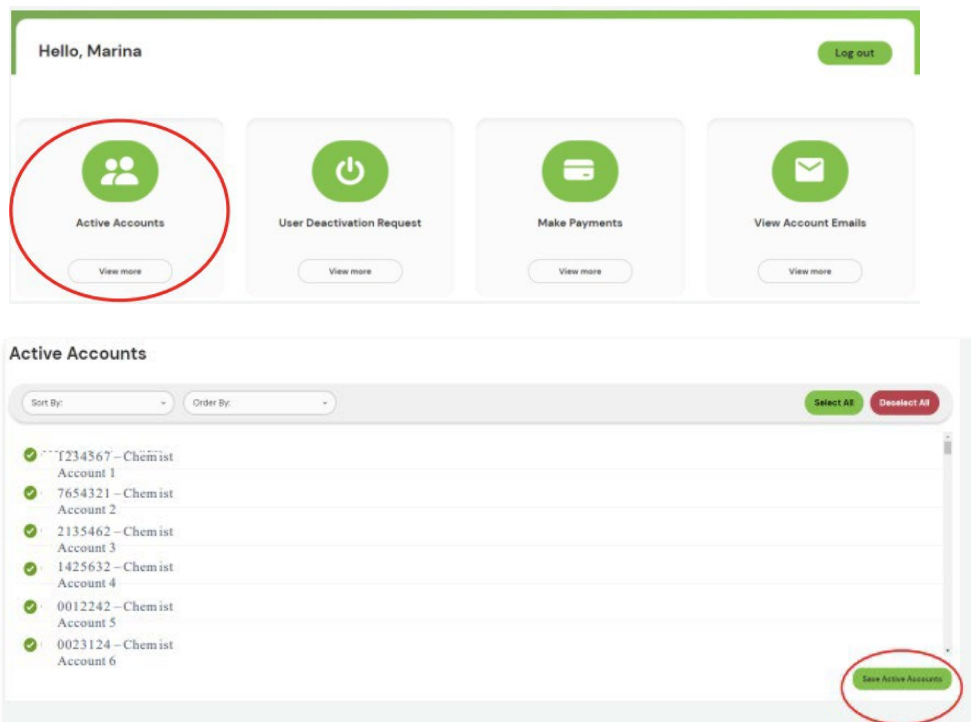 Hello, Marina
Log out
Active Accounts
User Deactivation Request
Make Payments
View Account Emails
View more
View more
View more
View more
Active Accounts
Sort By:
Order By:
Select All
Deselect All
1234567 – Chemist
Account 1
7654321 – Chemist
Account 2
2135462 – Chemist
Account 3
1425632 – Chemist
Account 4
0012242 – Chemist
Account 5
0023124 – Chemist
Account 6
Save Active Accounts